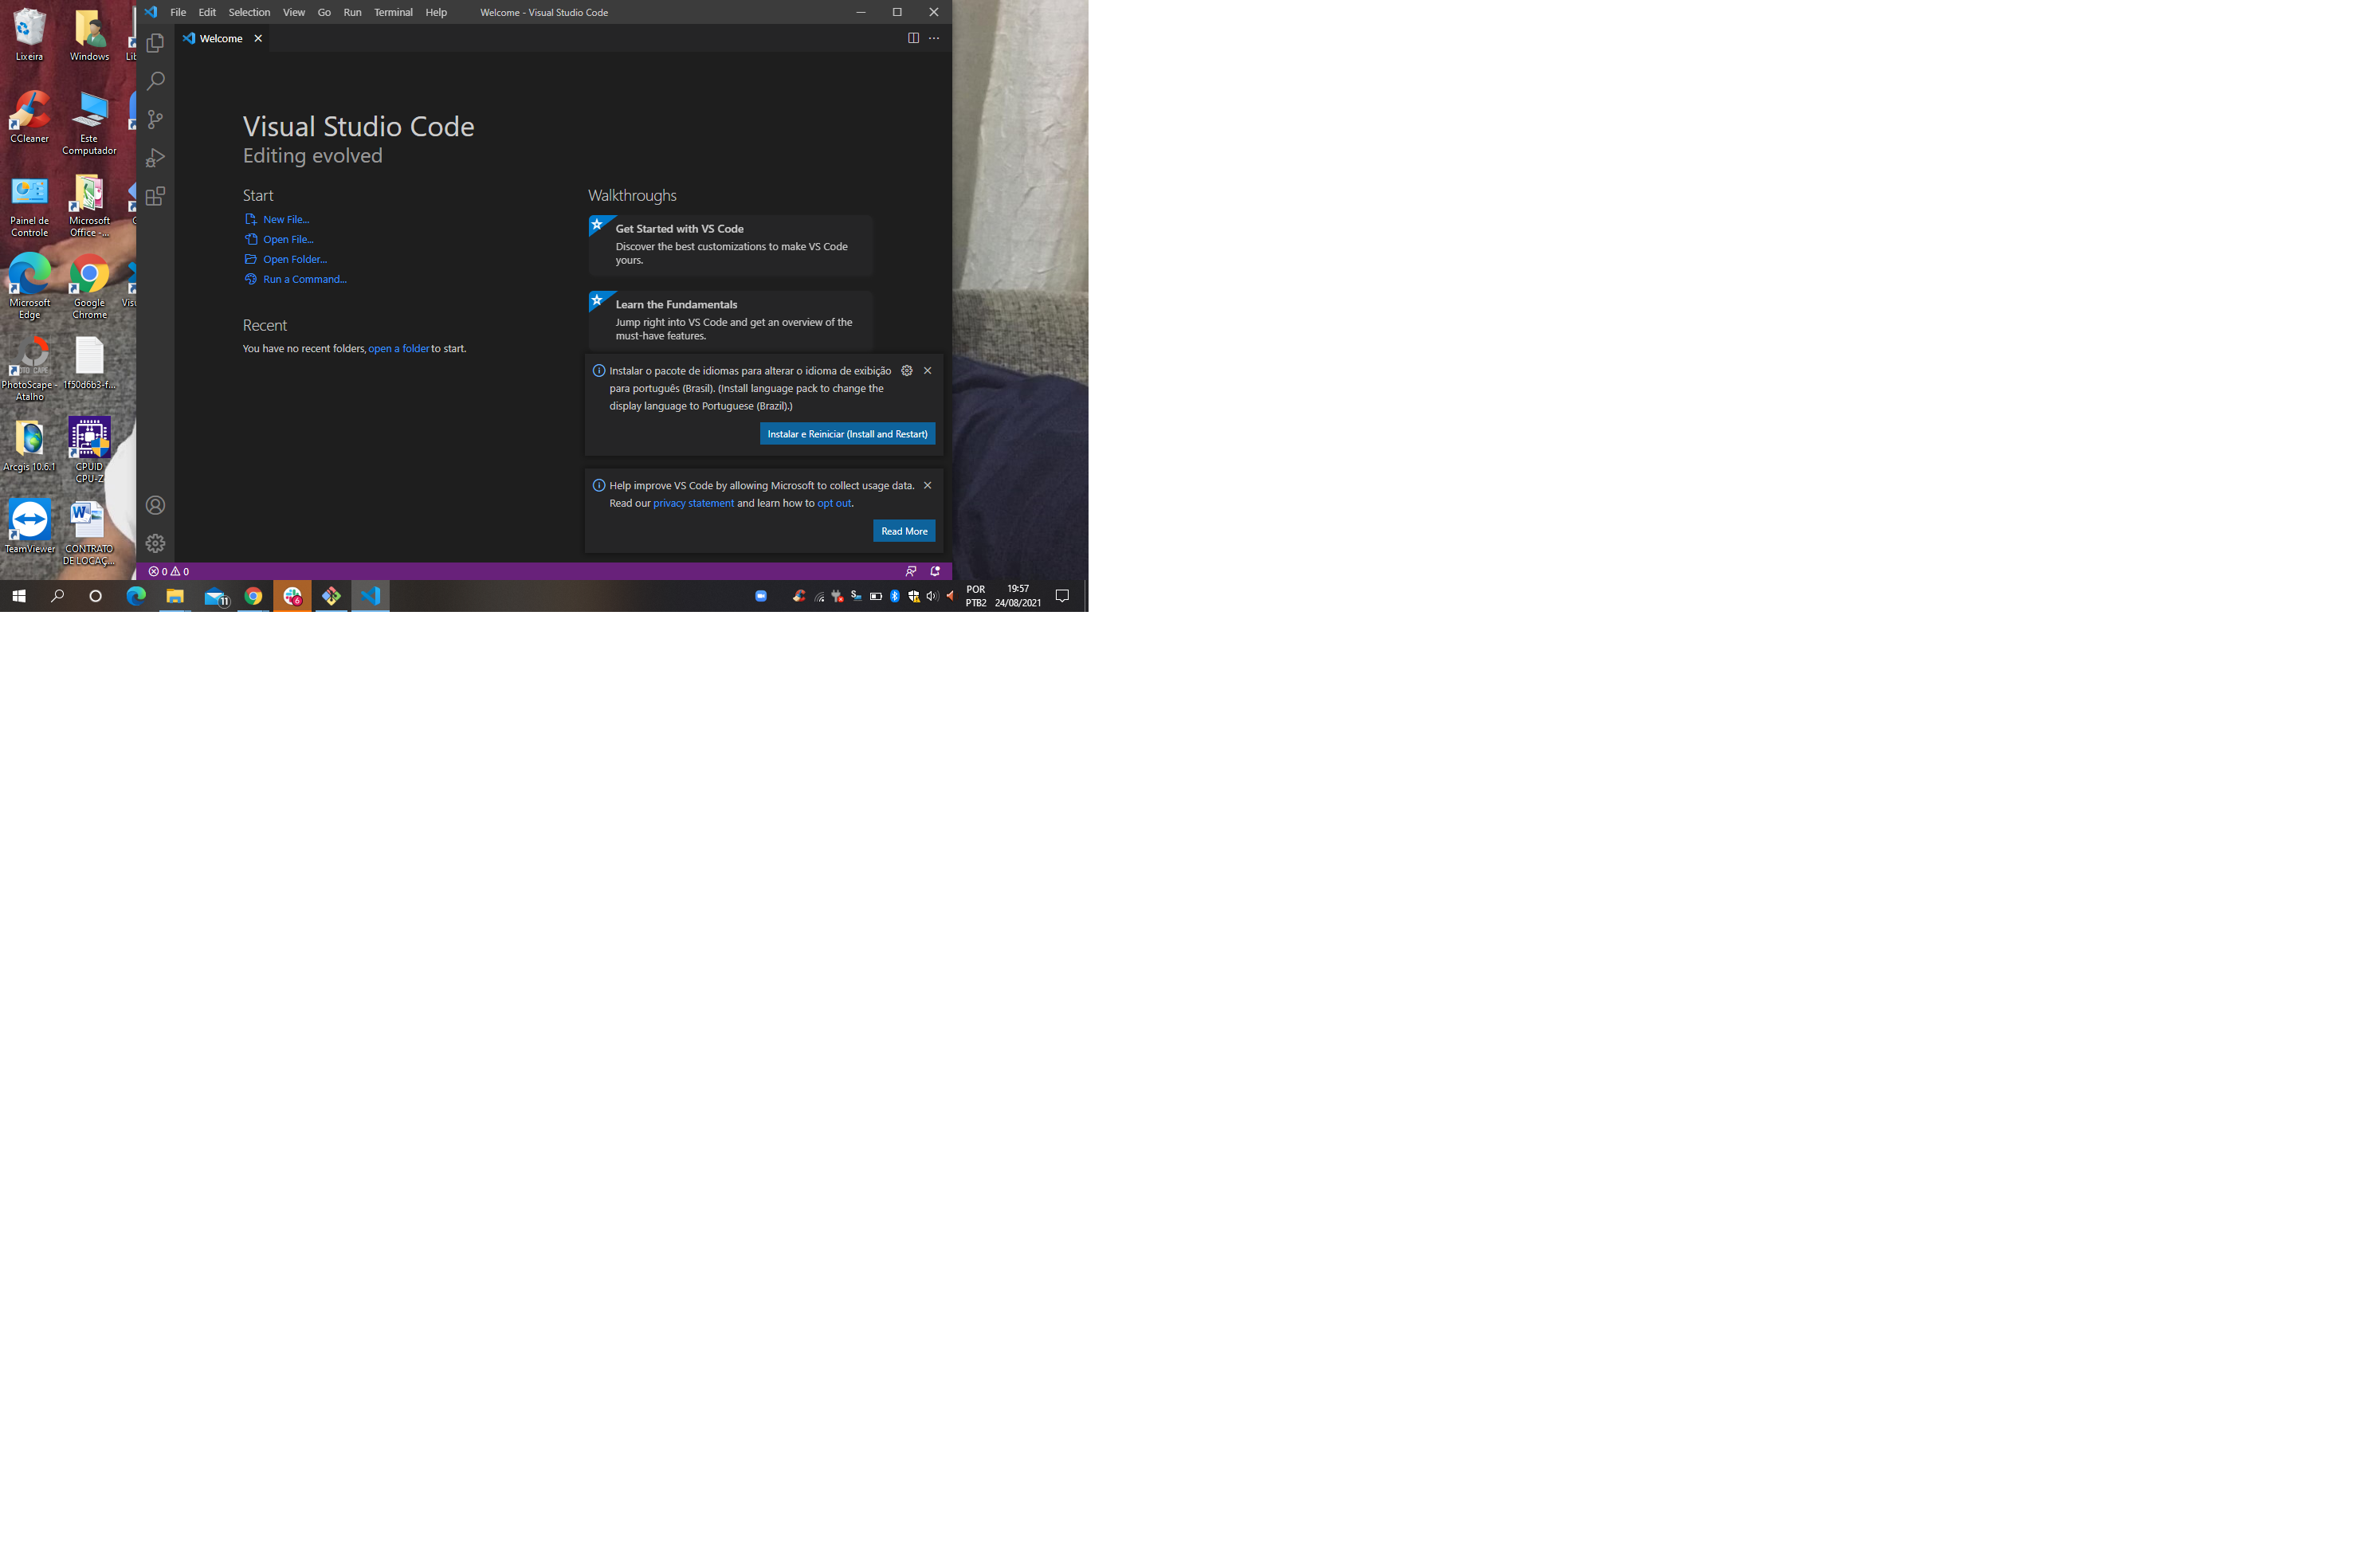 Lixeira
Windows
CCleaner
Este
Computador
Painel de
Controle
Microsoft
Office -...
Microsoft
Edge
Google
Chrome
PhotoScape -
Atalho
1f50d6b3-f...
Arcgis 10.6.1
CPUID
CPU-Z
TeamViewer
CONTRATO
DE LOCAÇ...
File Edit Selection View Go Run Terminal Help
Welcome - Visual Studio Code
Welcome
Visual Studio Code
Editing evolved
Start
New File...
Open File...
Open Folder...
Run a Command...
Recent
You have no recent folders, open a folder to start.
Walkthroughs
Get Started with VS Code
Discover the best customizations to make VS Code
yours.
Learn the Fundamentals
Jump right into VS Code and get an overview of the
must-have features.
Instalar o pacote de idiomas para alterar o idioma de exibição
para português (Brasil). (Install language pack to change the
display language to Portuguese (Brazil).)
Instalar e Reiniciar (Install and Restart)
Help improve VS Code by allowing Microsoft to collect usage data.
Read our privacy statement and learn how to opt out.
Read More
0 0
11
6
POR
PTB2
19:57
24/08/2021